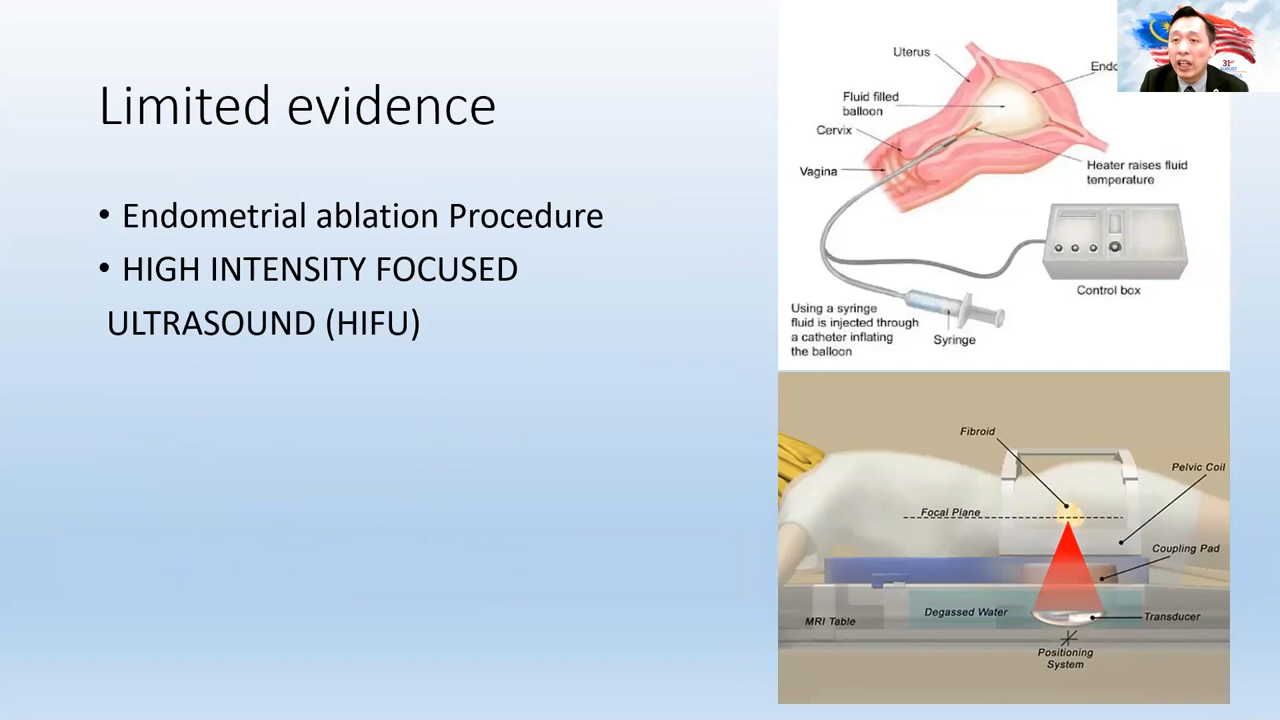 Limited evidence
• Endometrial ablation Procedure
• HIGH INTENSITY FOCUSED
ULTRASOUND (HIFU)
Uterus
Fluid filled
balloon
Cervix
Vagina
Heater raises fluid
temperature
Control box
Using a syringe
fluid is injected through
a catheter inflating
the balloon
Syringe
31st
Fibroid
Pelvic Coil
Focal Plane
Coupling Pad
Degassed Water
MRI Table
Transducer
Positioning
System